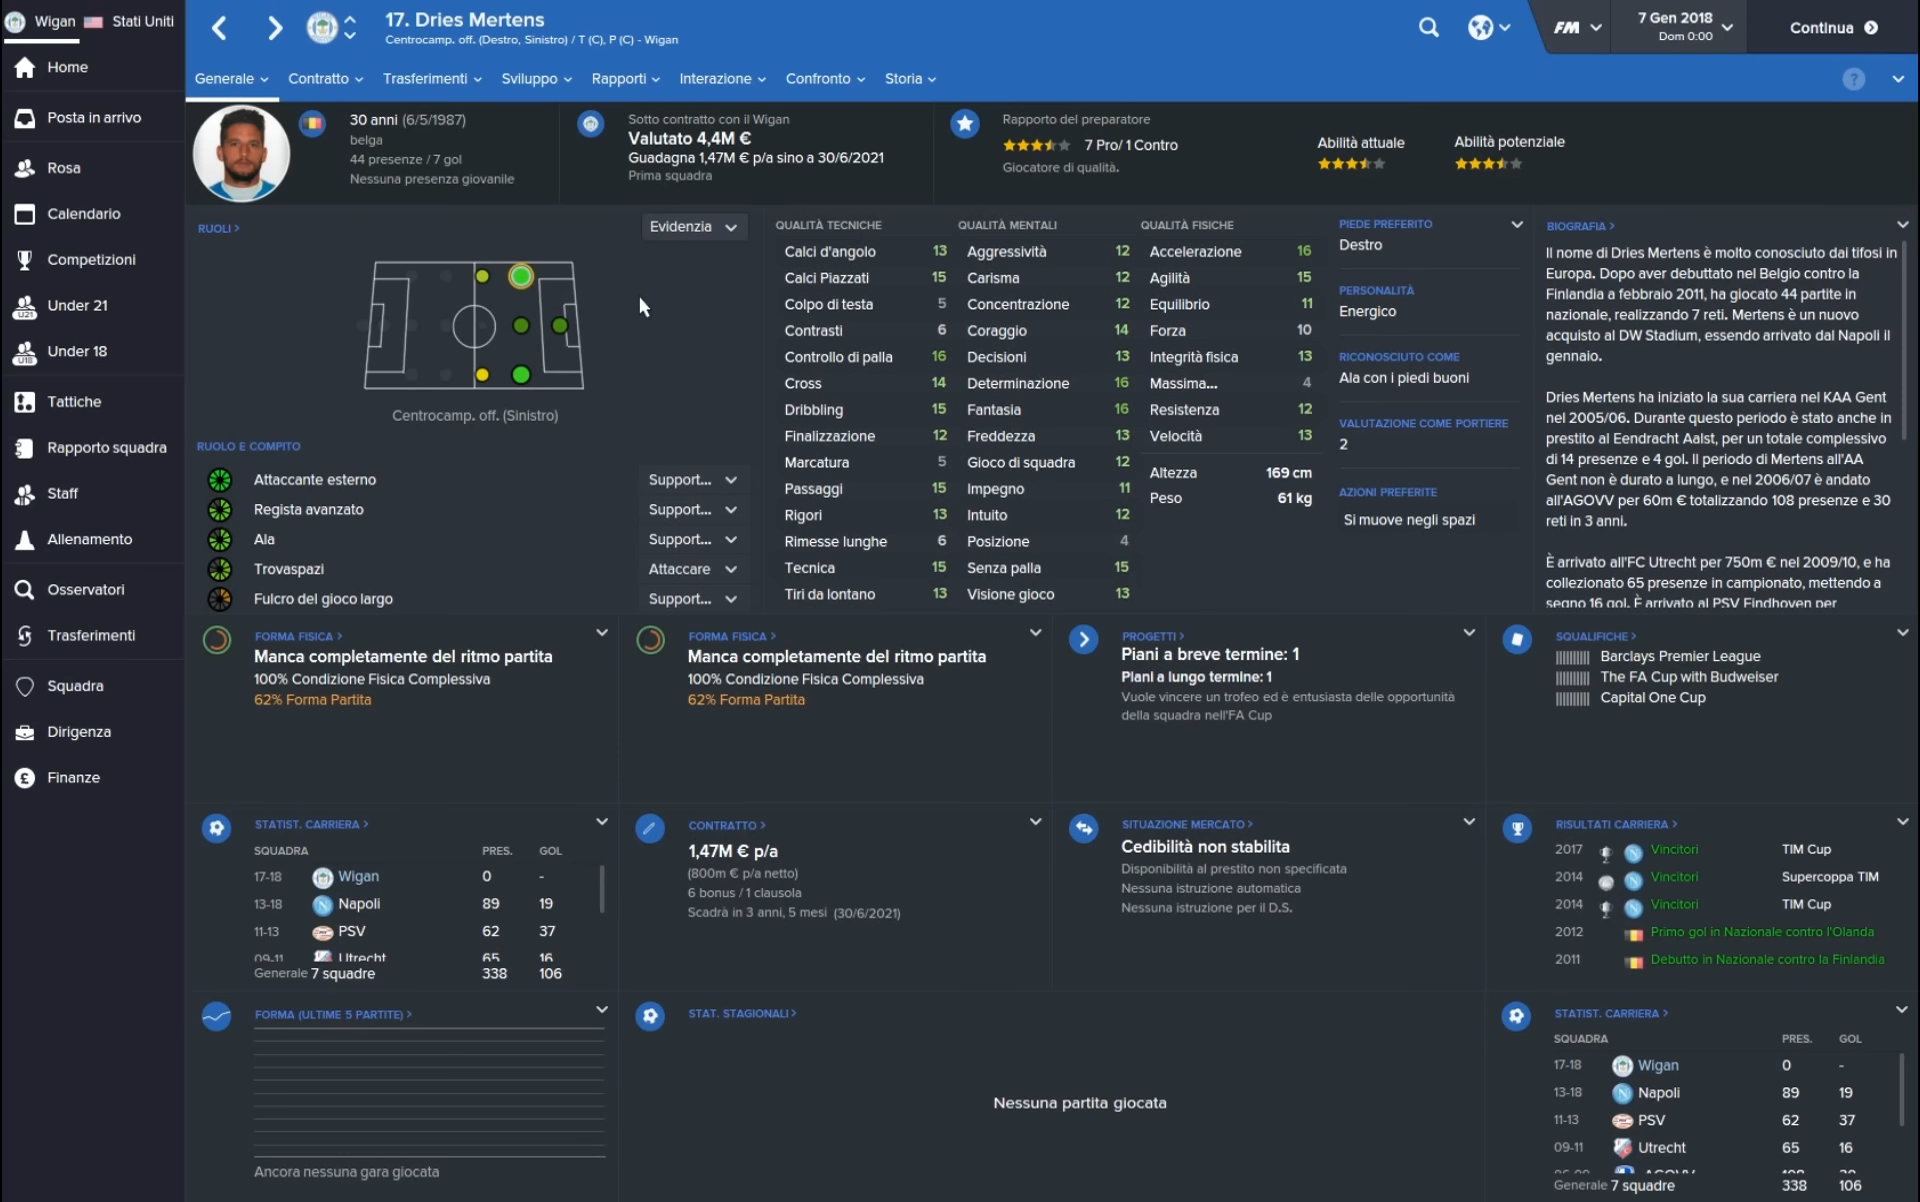 Wigan
Stati Uniti
17. Dries Mertens
Centrocamp. off. (Destro, Sinistro) / T (C), P (C) - Wigan
FM
7 Gen 2018
Dom 0:00
Continua
Home
Posta in arrivo
Rosa
Calendario
Competizioni
U21
Under 21
U18
Under 18
Tattiche
Rapporto squadra
Staff
Allenamento
Osservatori
Trasferimenti
Squadra
Dirigenza
Finanze
Generale
Contratto
Trasferimenti
Sviluppo
Rapporti
Interazione
Confronto
Storia
?
30 anni (6/5/1987)
belga
44 presenze / 7 gol
Nessuna presenza giovanile
Sotto contratto con il Wigan
Valutato 4,4M €
Guadagna 1,47M € p/a sino a 30/6/2021
Prima squadra
Rapporto del preparatore
7 Pro/ 1 Contro
Giocatore di qualità.
Abilità attuale
Abilità potenziale
RUOLI >
Evidenzia
Centrocamp. off. (Sinistro)
RUOLO E COMPITO
Attaccante esterno Support...
Regista avanzato Support...
Ala Support...
Trovaspazi Attaccare
Fulcro del gioco largo Support...
QUALITÀ TECNICHE
Calci d'angolo 13
Calci Piazzati 15
Colpo di testa 5
Contrasti 6
Controllo di palla 16
Cross 14
Dribbling 15
Finalizzazione 12
Marcatura 5
Passaggi 15
Rigori 13
Rimesse lunghe 6
Tecnica 15
Tiri da lontano 13
QUALITÀ MENTALI
Aggressività 12
Carisma 12
Concentrazione 12
Coraggio 14
Decisioni 13
Determinazione 16
Fantasia 16
Freddezza 13
Gioco di squadra 12
Impegno 11
Intuito 12
Posizione 4
Senza palla 15
Visione gioco 13
QUALITÀ FISICHE
Accelerazione 16
Agilità 15
Equilibrio 11
Forza 10
Integrità fisica 13
Massima... 4
Resistenza 12
Velocità 13
Altezza 169 cm
Peso 61 kg
PIEDE PREFERITO
Destro
PERSONALITÀ
Energico
RICONOSCIUTO COME
Ala con i piedi buoni
VALUTAZIONE COME PORTIERE
2
AZIONI PREFERITE
Si muove negli spazi
BIOGRAFIA >
Il nome di Dries Mertens è molto conosciuto dai tifosi in
Europa. Dopo aver debuttato nel Belgio contro la
Finlandia a febbraio 2011, ha giocato 44 partite in
nazionale, realizzando 7 reti. Mertens è un nuovo
acquisto al DW Stadium, essendo arrivato dal Napoli il
gennaio.
Dries Mertens ha iniziato la sua carriera nel KAA Gent
nel 2005/06. Durante questo periodo è stato anche in
prestito al Eendracht Aalst, per un totale complessivo
di 14 presenze e 4 gol. Il periodo di Mertens all'AA
Gent non è durato a lungo, e nel 2006/07 è andato
all'AGOVV per 60m € totalizzando 108 presenze e 30
reti in 3 anni.
È arrivato all'FC Utrecht per 750m € nel 2009/10, e ha
collezionato 65 presenze in campionato, mettendo a
segno 16 gol. È arrivato al PSV Eindhoven per
FORMA FISICA >
Manca completamente del ritmo partita
100% Condizione Fisica Complessiva
62% Forma Partita
FORMA FISICA >
Manca completamente del ritmo partita
100% Condizione Fisica Complessiva
62% Forma Partita
PROGETTI >
Piani a breve termine: 1
Piani a lungo termine: 1
Vuole vincere un trofeo ed è entusiasta delle opportunità
della squadra nell'FA Cup
SQUALIFICHE >
Barclays Premier League
The FA Cup with Budweiser
Capital One Cup
STATIST. CARRIERA >
SQUADRA PRES. GOL
17-18 Wigan 0 -
13-18 Napoli 89 19
11-13 PSV 62 37
09-11 Utrecht 65 16
Generale 7 squadre 338 106
CONTRATTO >
1,47M € p/a
(800m € p/a netto)
6 bonus / 1 clausola
Scadrà in 3 anni, 5 mesi (30/6/2021)
SITUAZIONE MERCATO >
Cedibilità non stabilita
Disponibilità al prestito non specificata
Nessuna istruzione automatica
Nessuna istruzione per il D.S.
RISULTATI CARRIERA >
2017 Vincitori TIM Cup
2014 Vincitori Supercoppa TIM
2014 Vincitori TIM Cup
2012 Primo gol in Nazionale contro l'Olanda
2011 Debutto in Nazionale contro la Finlandia
FORMA (ULTIME 5 PARTITE) >
Ancora nessuna gara giocata
STAT. STAGIONALI >
Nessuna partita giocata
STATIST. CARRIERA >
SQUADRA PRES. GOL
17-18 Wigan 0 -
13-18 Napoli 89 19
11-13 PSV 62 37
09-11 Utrecht 65 16
Generale 7 squadre 338 106